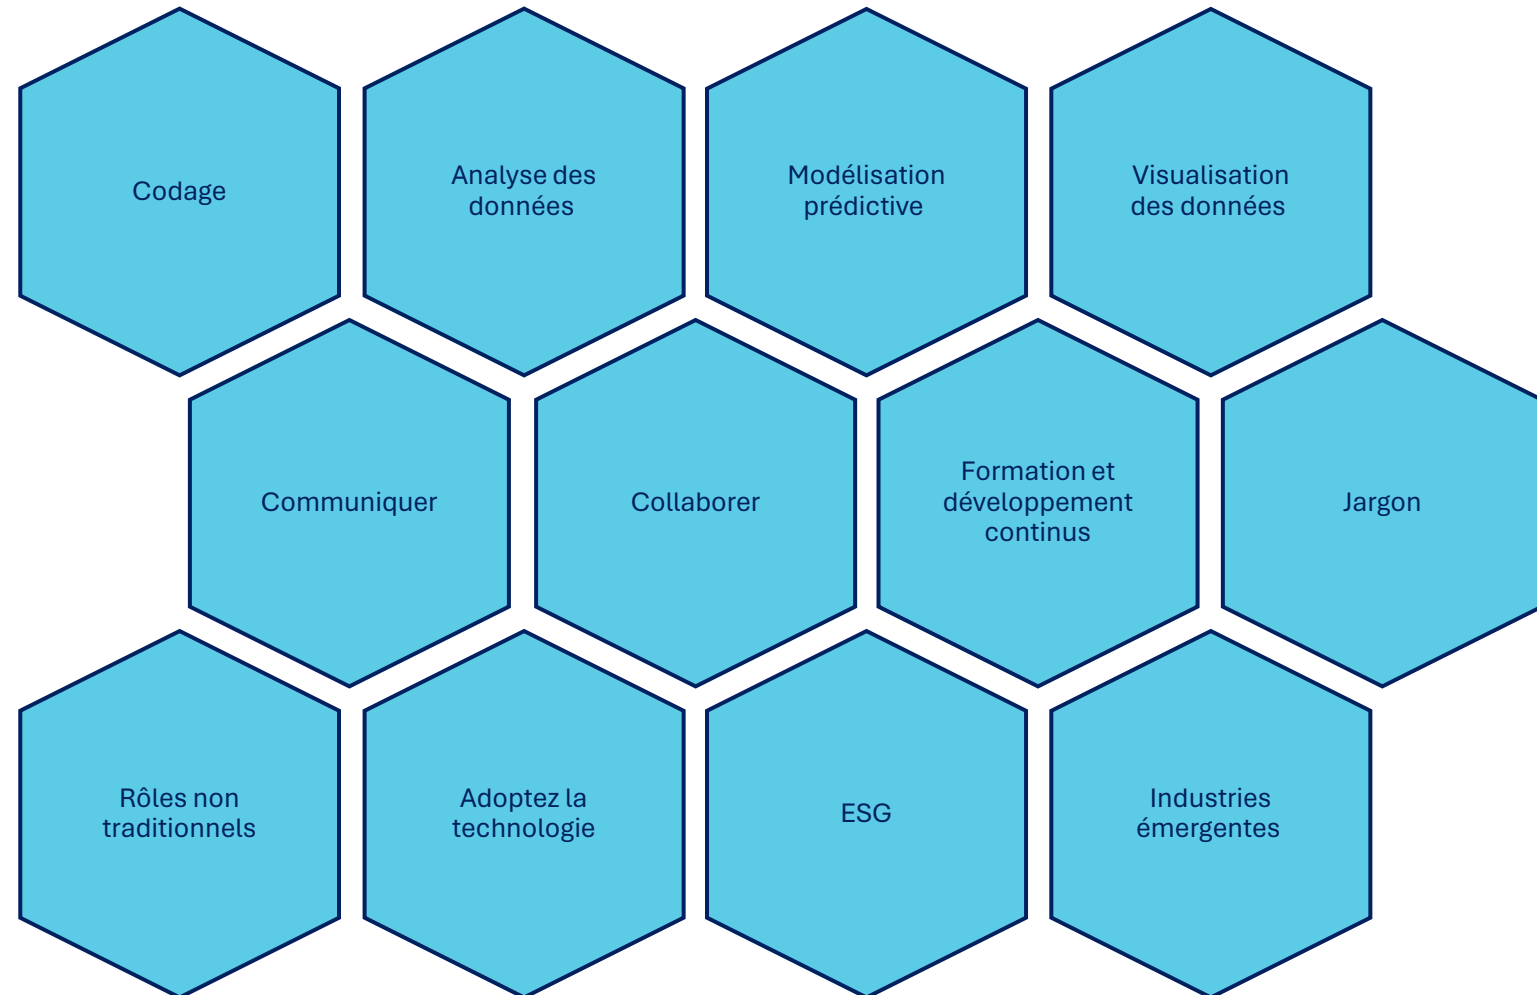 Codage
Analyse des
données
Modélisation
prédictive
Visualisation
des données
Communiquer
Collaborer
Formation et
développement
continus
Jargon
Rôles non
traditionnels
Adoptez la
technologie
ESG
Industries
émergentes